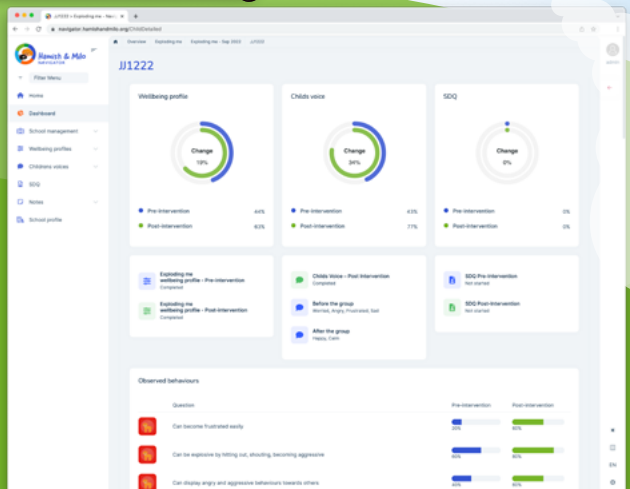 JJ1222 • Exploding me • Nav
navigator.hamishandmilo.org/ChildDetailed
Hamish & Milo
NAVIGATOR
Filter Menu
Home
Dashboard
School management
Wellbeing profiles
Childrens voices
SDQ
Notes
School profile
Overview Exploding me Exploding me - Sep 2022 JJ1222
JJ1222
Wellbeing profile
Change
Pre-intervention 44%
Post-intervention 63%
Childs voice
Change
34%
Pre-intervention 43%
Post-intervention 77%
SDQ
Change
0%
Pre-intervention 0%
Post-intervention 0%
Exploding me
wellbeing profile - Pre-intervention
Completed
Exploding me
wellbeing profile - Post-intervention
Completed
Childs Voice - Post Intervention
Completed
Before the group
Worried, Angry, Frustrated, Sad
After the group
Happy, Calm
SDQ Pre-intervention
Not started
SDQ Post-intervention
Not started
Observed behaviours
Question Pre-intervention Post-intervention
Can become frustrated easily
20%
Can be explosive by hitting out, shouting, becoming aggressive
Can display angry and aggressive behaviours towards others
EN